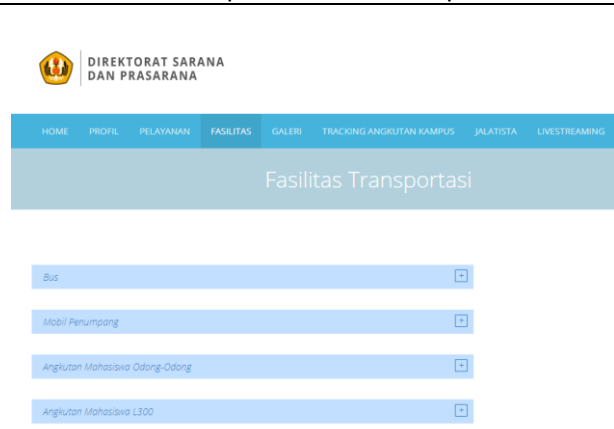 DIREKTORAT SARANA
DAN PRASARANA
HOME PROFIL PELAYANAN FASILITAS GALERI TRACKING ANGKUTAN KAMPUS JALATISTA LIVESTREAMING
Fasilitas Transportasi
Bus
Mobil Penumpang
Angkutan Mahasiswa Odong-Odong
Angkutan Mahasiswa L300